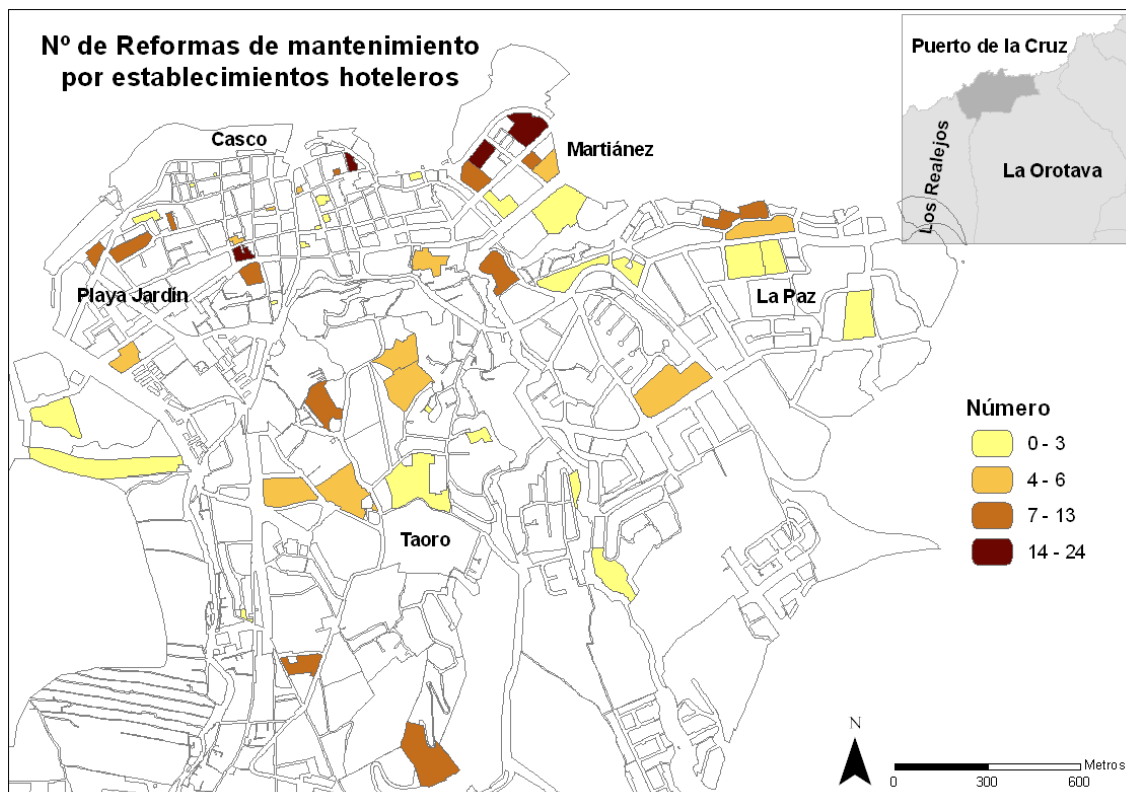 Nº de Reformas de mantenimiento
por establecimientos hoteleros
Puerto de la Cruz
Los Realejos
La Orotava
Casco
Martiánez
Playa Jardín
La Paz
Taoro
Número
0 - 3
4 - 6
7 - 13
14 - 24
N
Metros
0 300 600